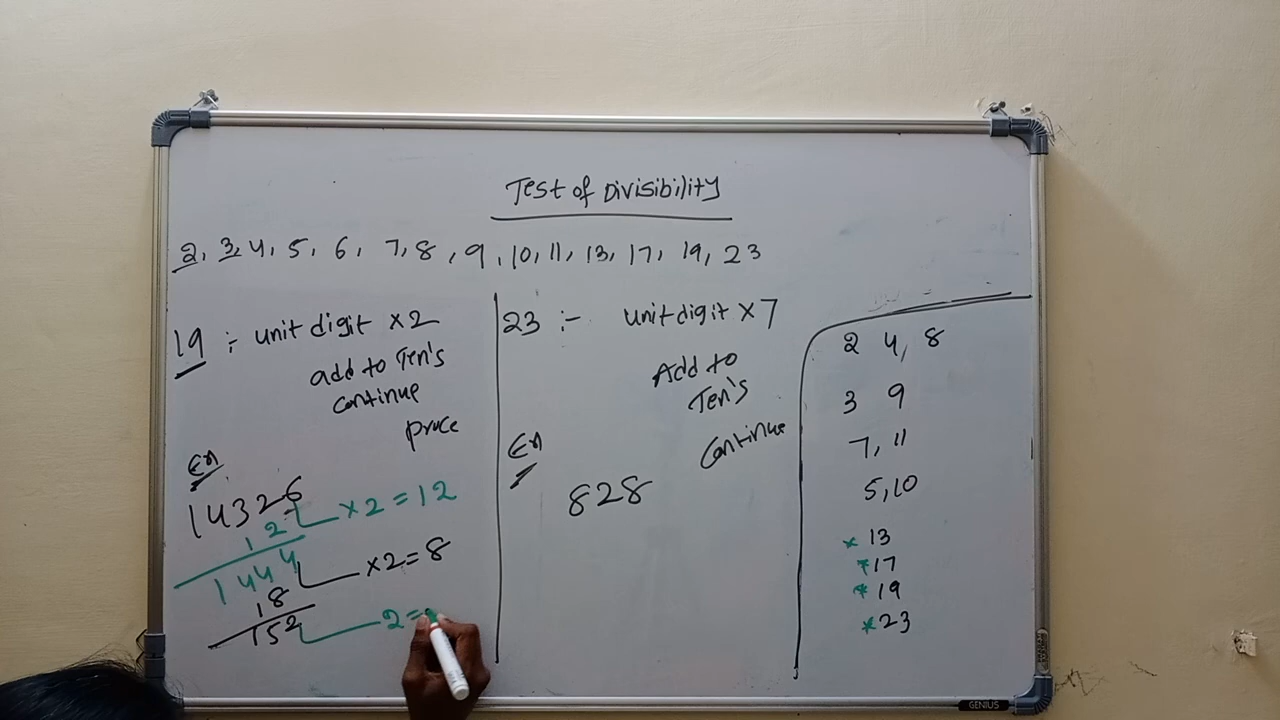 Test of Divisibility
2, 3, 4, 5, 6, 7, 8, 9, 10, 11, 13, 17, 19, 23
19 :- unit digit ×2
add to Ten's
continue
proce
Ex
14326 ×2 = 12
12
1444 ×2 = 8
18
152 2 =
23 :- unit digit ×7
Add to
Ten's
Continue
Ex
828
2 4, 8
3 9
7, 11
5, 10
* 13
* 17
* 19
* 23
GENIUS